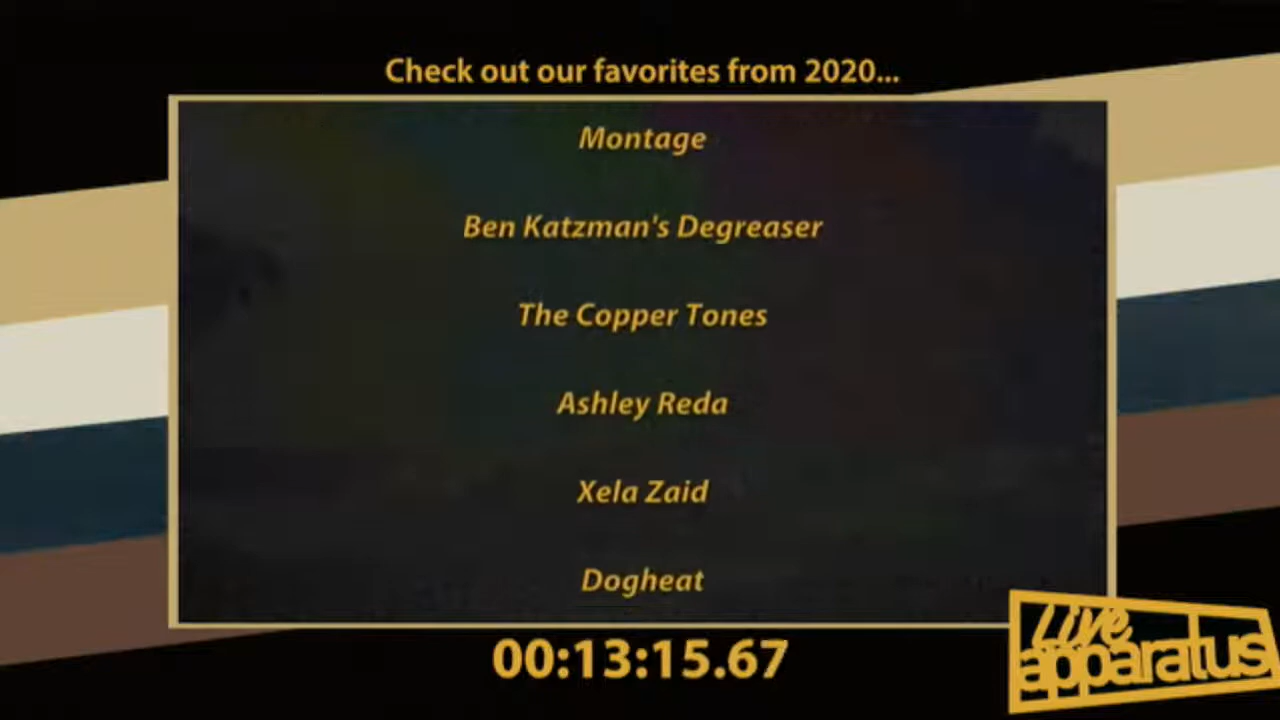 Check out our favorites from 2020...
Montage
Ben Katzman's Degreaser
The Copper Tones
Ashley Reda
Xela Zaid
Dogheat
00:13:15.67
Live
apparatus